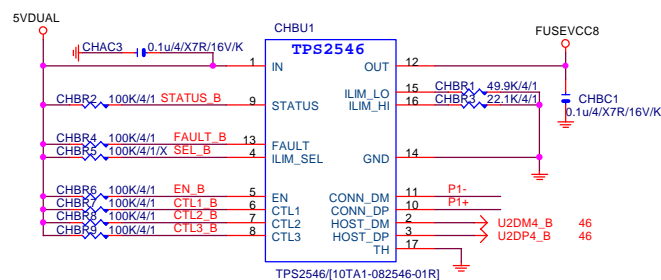 5VDUAL
CHBU1
FUSEVCC8
CHAC3 0.1u/4/X7R/16V/K
TPS2546
1 IN OUT 12
CHBR2 100K/4/1 STATUS_B 9 STATUS
ILIM_LO 15 CHBR1 49.9K/4/1
ILIM_HI 16 CHBR3 22.1K/4/1
CHBC1
0.1u/4/X7R/16V/K
CHBR4 100K/4/1 FAULT_B 13 FAULT
CHBR5 100K/4/1/X SEL_B 4 ILIM_SEL
GND 14
CHBR6 100K/4/1 EN_B 5 EN
CONN_DM 11 P1-
CHBR7 100K/4/1 CTL1_B 6 CTL1
CONN_DP 10 P1+
CHBR8 100K/4/1 CTL2_B 7 CTL2
HOST_DM 2 U2DM4_B 46
CHBR9 100K/4/1 CTL3_B 8 CTL3
HOST_DP 3 U2DP4_B 46
TH 17
TPS2546/[10TA1-082546-01R]